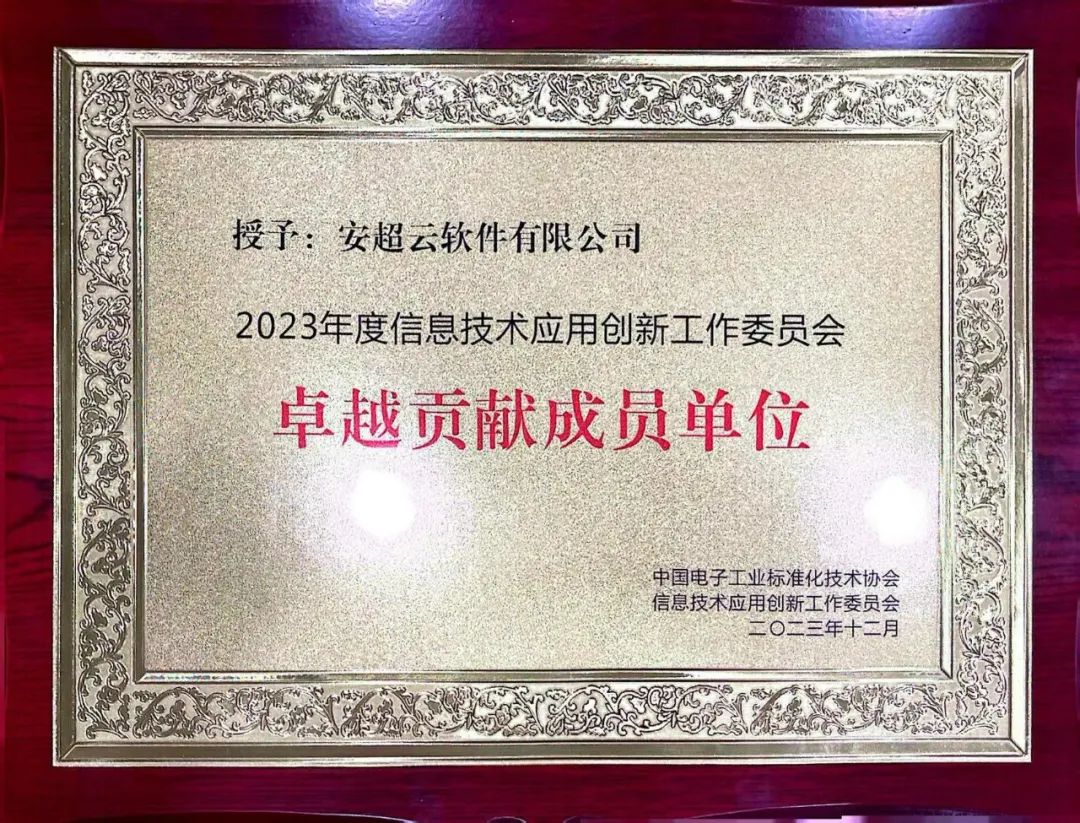 授予：安超云软件有限公司
2023年度信息技术应用创新工作委员会
卓越贡献成员单位
中国电子工业标准化技术协会
信息技术应用创新工作委员会
二〇二三年十二月